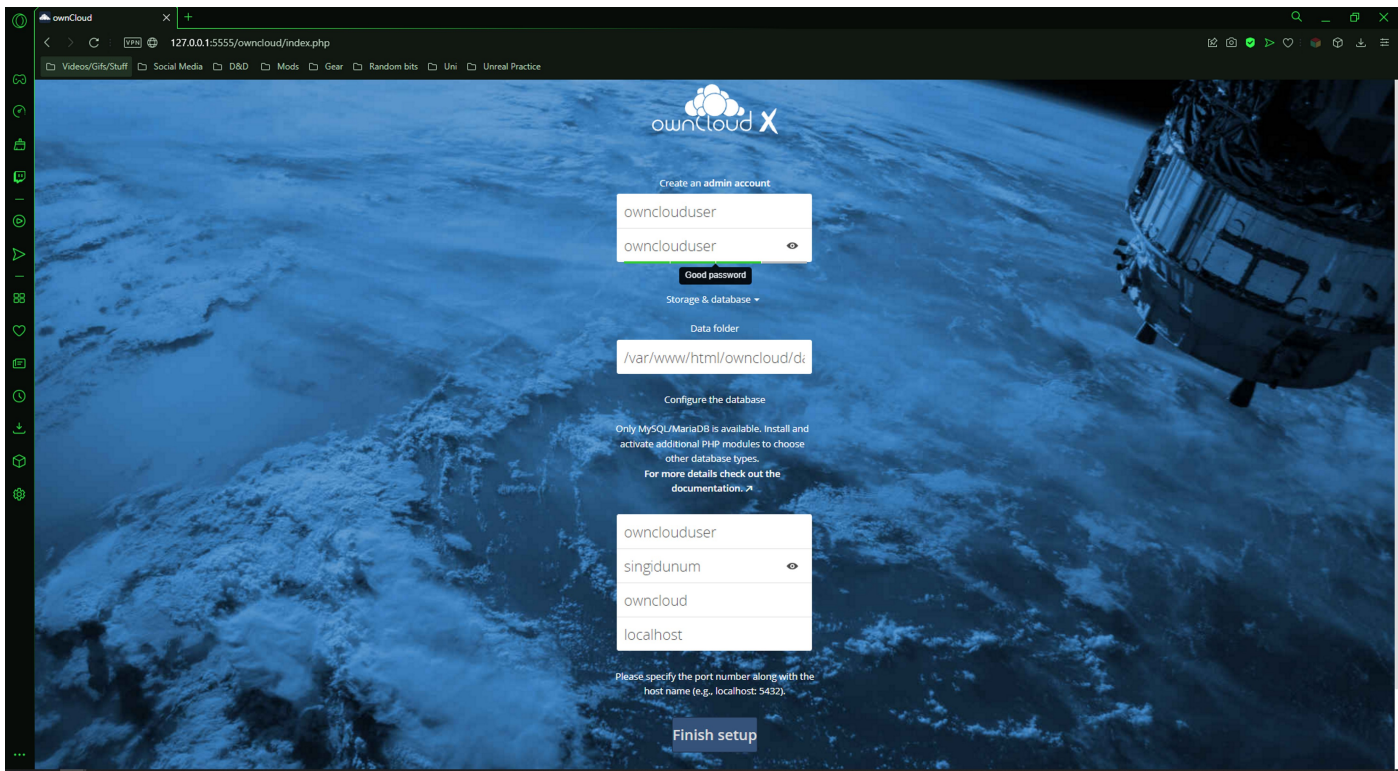 ownCloud
VPN 127.0.0.1:5555/owncloud/index.php
Videos/Gifs/Stuff Social Media D&D Mods Gear Random bits Uni Unreal Practice
ownCloud X
Create an admin account
ownclouduser
ownclouduser
Good password
Storage & database
Data folder
/var/www/html/owncloud/da
Configure the database
Only MySQL/MariaDB is available. Install and
activate additional PHP modules to choose
other database types.
For more details check out the
documentation.
ownclouduser
singidunum
owncloud
localhost
Please specify the port number along with the
host name (e.g., localhost: 5432).
Finish setup